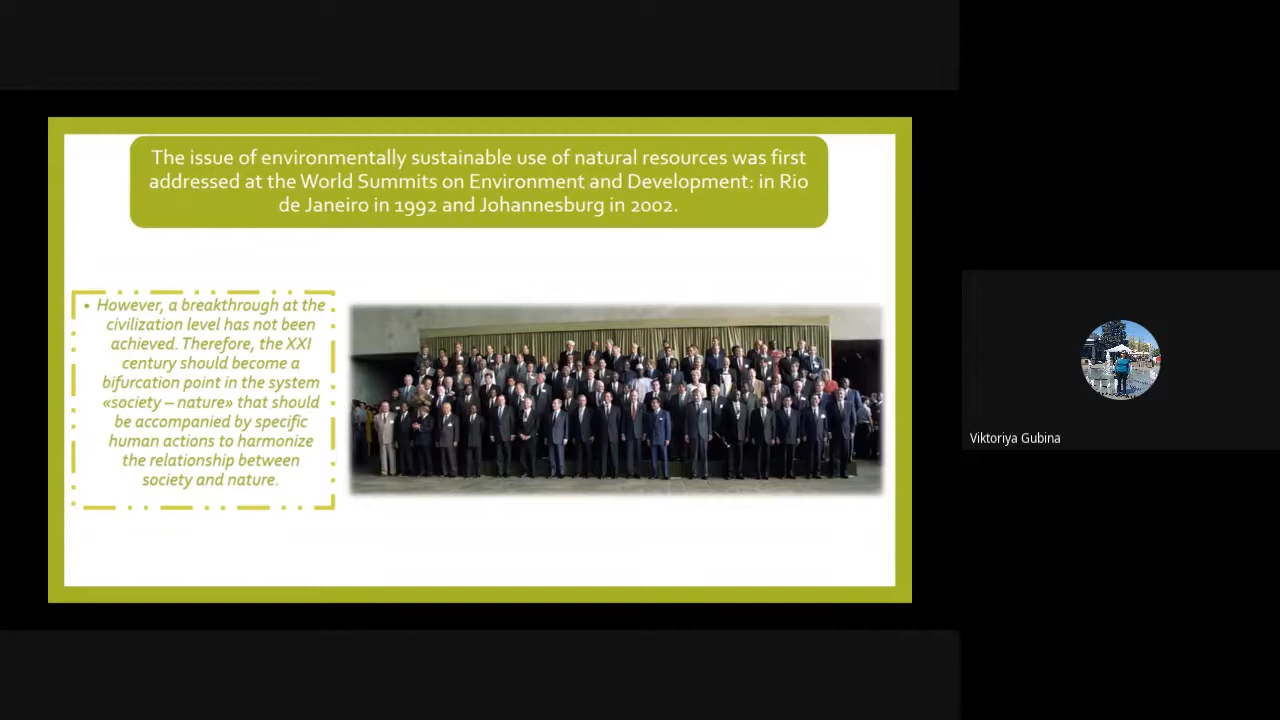 The issue of environmentally sustainable use of natural resources was first
addressed at the World Summits on Environment and Development: in Rio
de Janeiro in 1992 and Johannesburg in 2002.
• However, a breakthrough at the
civilization level has not been
achieved. Therefore, the XXI
century should become a
bifurcation point in the system
«society – nature» that should
be accompanied by specific
human actions to harmonize
the relationship between
society and nature.
Viktoriya Gubina